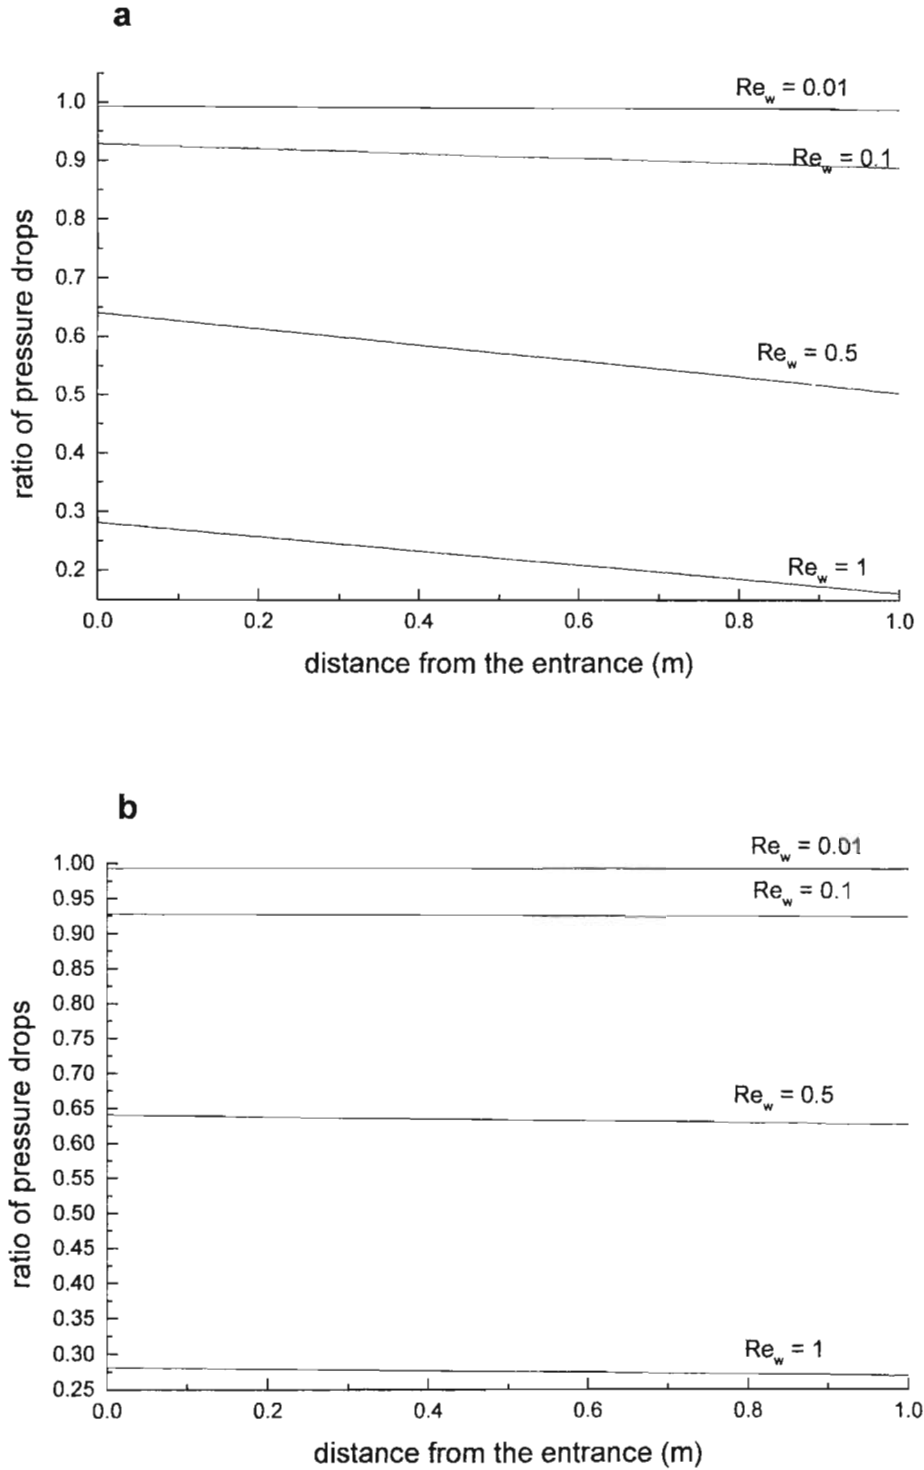 a
ratio of pressure drops
1.0
0.9
0.8
0.7
0.6
0.5
0.4
0.3
0.2
Re_w = 0.01
Re_w = 0.1
Re_w = 0.5
Re_w = 1
0.0 0.2 0.4 0.6 0.8 1.0
distance from the entrance (m)
b
ratio of pressure drops
1.00
0.95
0.90
0.85
0.80
0.75
0.70
0.65
0.60
0.55
0.50
0.45
0.40
0.35
0.30
0.25
Re_w = 0.01
Re_w = 0.1
Re_w = 0.5
Re_w = 1
0.0 0.2 0.4 0.6 0.8 1.0
distance from the entrance (m)